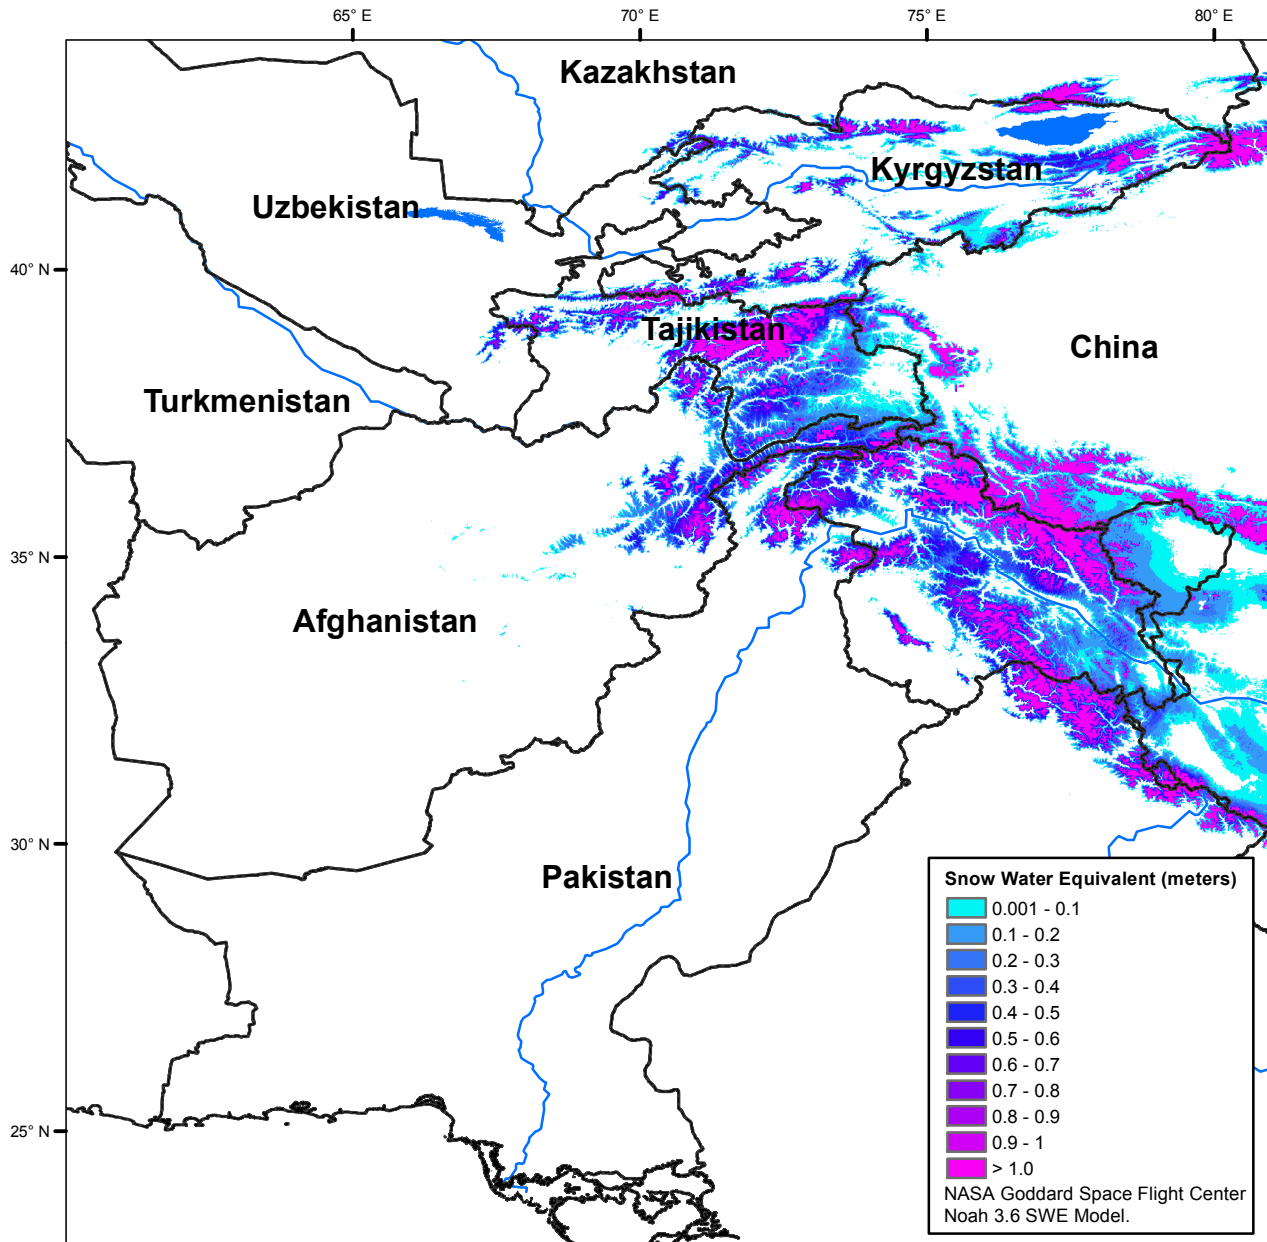 65° E
70° E
75° E
80° E
Kazakhstan
Kyrgyzstan
Uzbekistan
40° N
Tajikistan
China
Turkmenistan
35° N
Afghanistan
30° N
Pakistan
25° N
Snow Water Equivalent (meters)
0.001 - 0.1
0.1 - 0.2
0.2 - 0.3
0.3 - 0.4
0.4 - 0.5
0.5 - 0.6
0.6 - 0.7
0.7 - 0.8
0.8 - 0.9
0.9 - 1
> 1.0
NASA Goddard Space Flight Center
Noah 3.6 SWE Model.